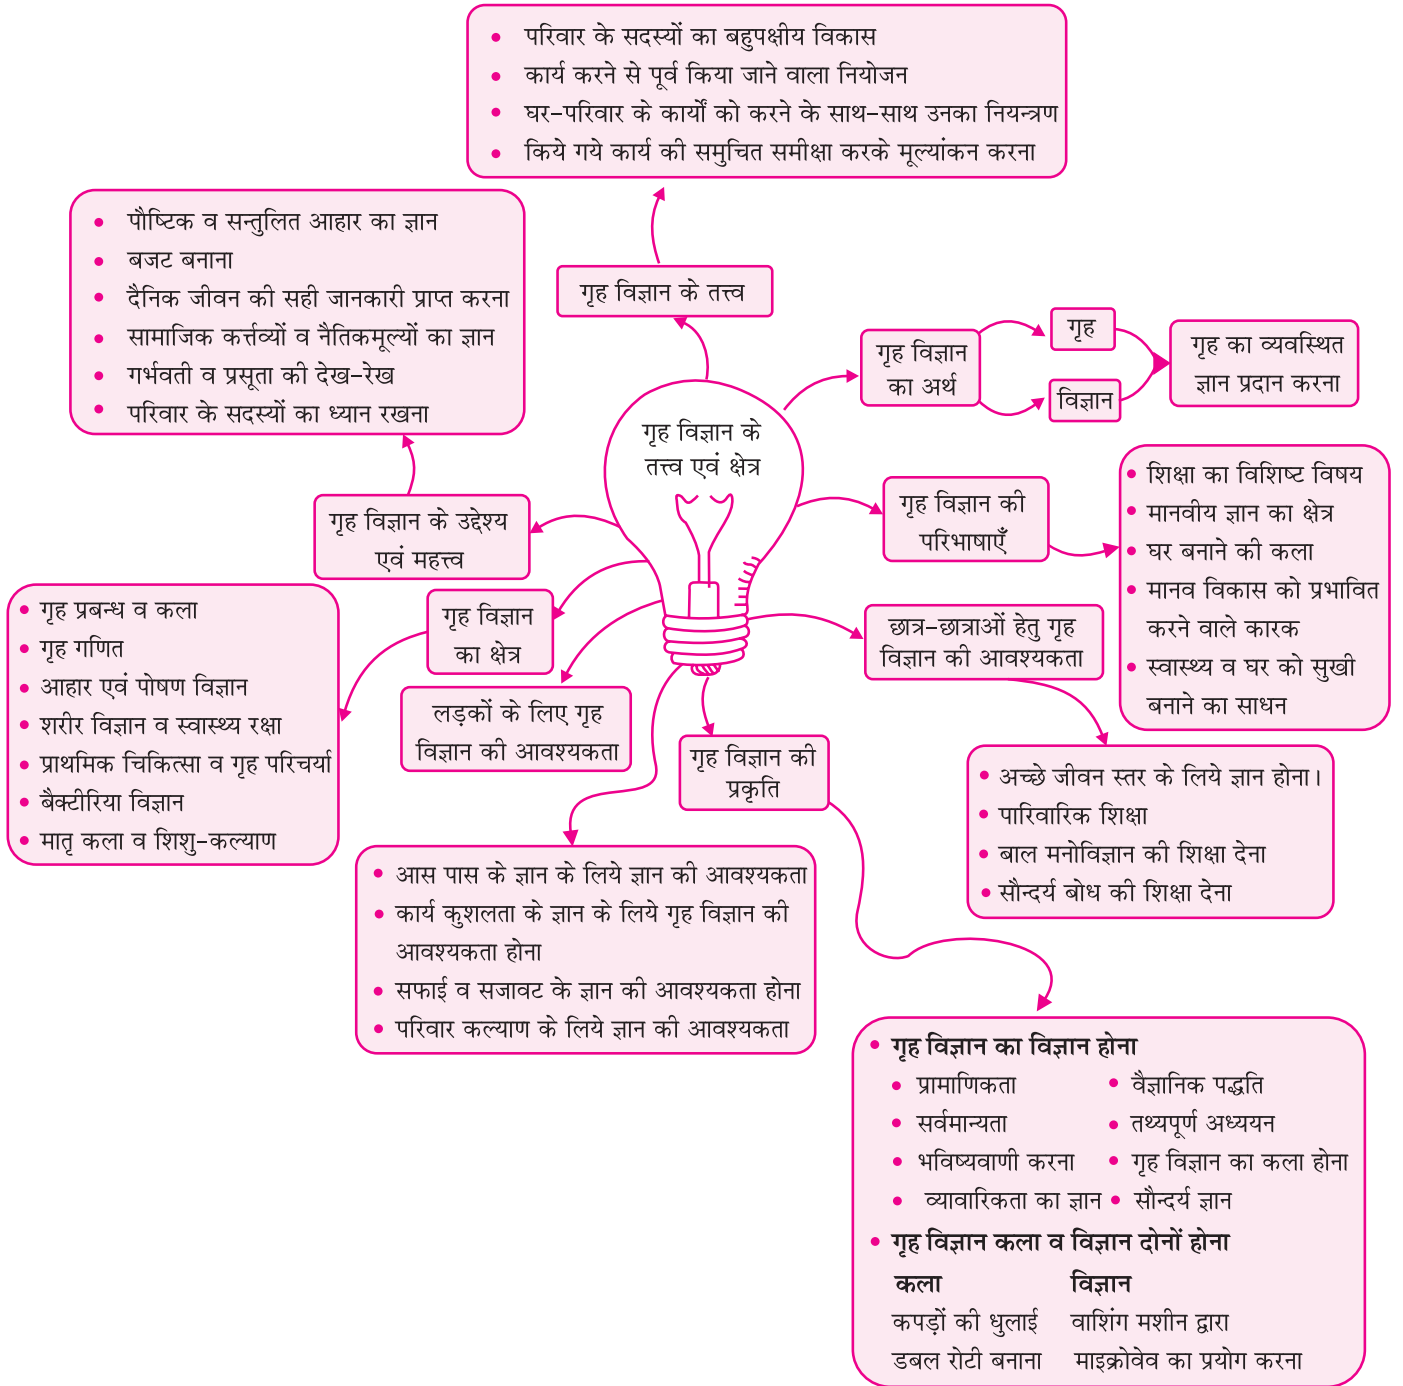 परिवार के सदस्यों का बहुपक्षीय विकास
कार्य करने से पूर्व किया जाने वाला नियोजन
घर-परिवार के कार्यों को करने के साथ-साथ उनका नियन्त्रण
किये गये कार्य की समुचित समीक्षा करके मूल्यांकन करना
गृह विज्ञान के तत्त्व
पौष्टिक व सन्तुलित आहार का ज्ञान
बजट बनाना
दैनिक जीवन की सही जानकारी प्राप्त करना
सामाजिक कर्त्तव्यों व नैतिकमूल्यों का ज्ञान
गर्भवती व प्रसूता की देख-रेख
परिवार के सदस्यों का ध्यान रखना
गृह विज्ञान के उद्देश्य
एवं महत्त्व
गृह विज्ञान के
तत्त्व एवं क्षेत्र
गृह विज्ञान
का अर्थ
गृह
विज्ञान
गृह का व्यवस्थित
ज्ञान प्रदान करना
गृह विज्ञान की
परिभाषाएँ
शिक्षा का विशिष्ट विषय
मानवीय ज्ञान का क्षेत्र
घर बनाने की कला
मानव विकास को प्रभावित
करने वाले कारक
स्वास्थ्य व घर को सुखी
बनाने का साधन
गृह विज्ञान
का क्षेत्र
गृह प्रबन्ध व कला
गृह गणित
आहार एवं पोषण विज्ञान
शरीर विज्ञान व स्वास्थ्य रक्षा
प्राथमिक चिकित्सा व गृह परिचर्या
बैक्टीरिया विज्ञान
मातृ कला व शिशु-कल्याण
छात्र-छात्राओं हेतु गृह
विज्ञान की आवश्यकता
अच्छे जीवन स्तर के लिये ज्ञान होना।
पारिवारिक शिक्षा
बाल मनोविज्ञान की शिक्षा देना
सौन्दर्य बोध की शिक्षा देना
लड़कों के लिए गृह
विज्ञान की आवश्यकता
आस पास के ज्ञान के लिये ज्ञान की आवश्यकता
कार्य कुशलता के ज्ञान के लिये गृह विज्ञान की
आवश्यकता होना
सफाई व सजावट के ज्ञान की आवश्यकता होना
परिवार कल्याण के लिये ज्ञान की आवश्यकता
गृह विज्ञान की
प्रकृति
गृह विज्ञान का विज्ञान होना
प्रामाणिकता वैज्ञानिक पद्धति
सर्वमान्यता तथ्यपूर्ण अध्ययन
भविष्यवाणी करना गृह विज्ञान का कला होना
व्यावारिकता का ज्ञान सौन्दर्य ज्ञान
गृह विज्ञान कला व विज्ञान दोनों होना
कला विज्ञान
कपड़ों की धुलाई वाशिंग मशीन द्वारा
डबल रोटी बनाना माइक्रोवेव का प्रयोग करना